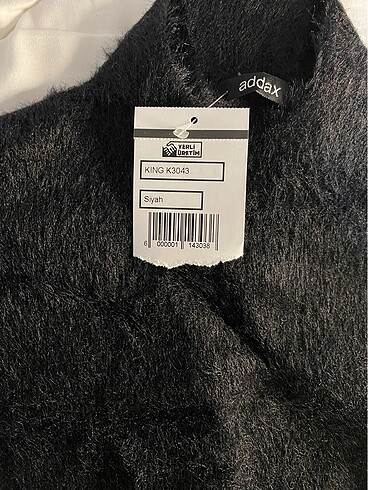 addax
YERLİ
ÜRETİM
KING K3043
Siyah
6 000001 143038